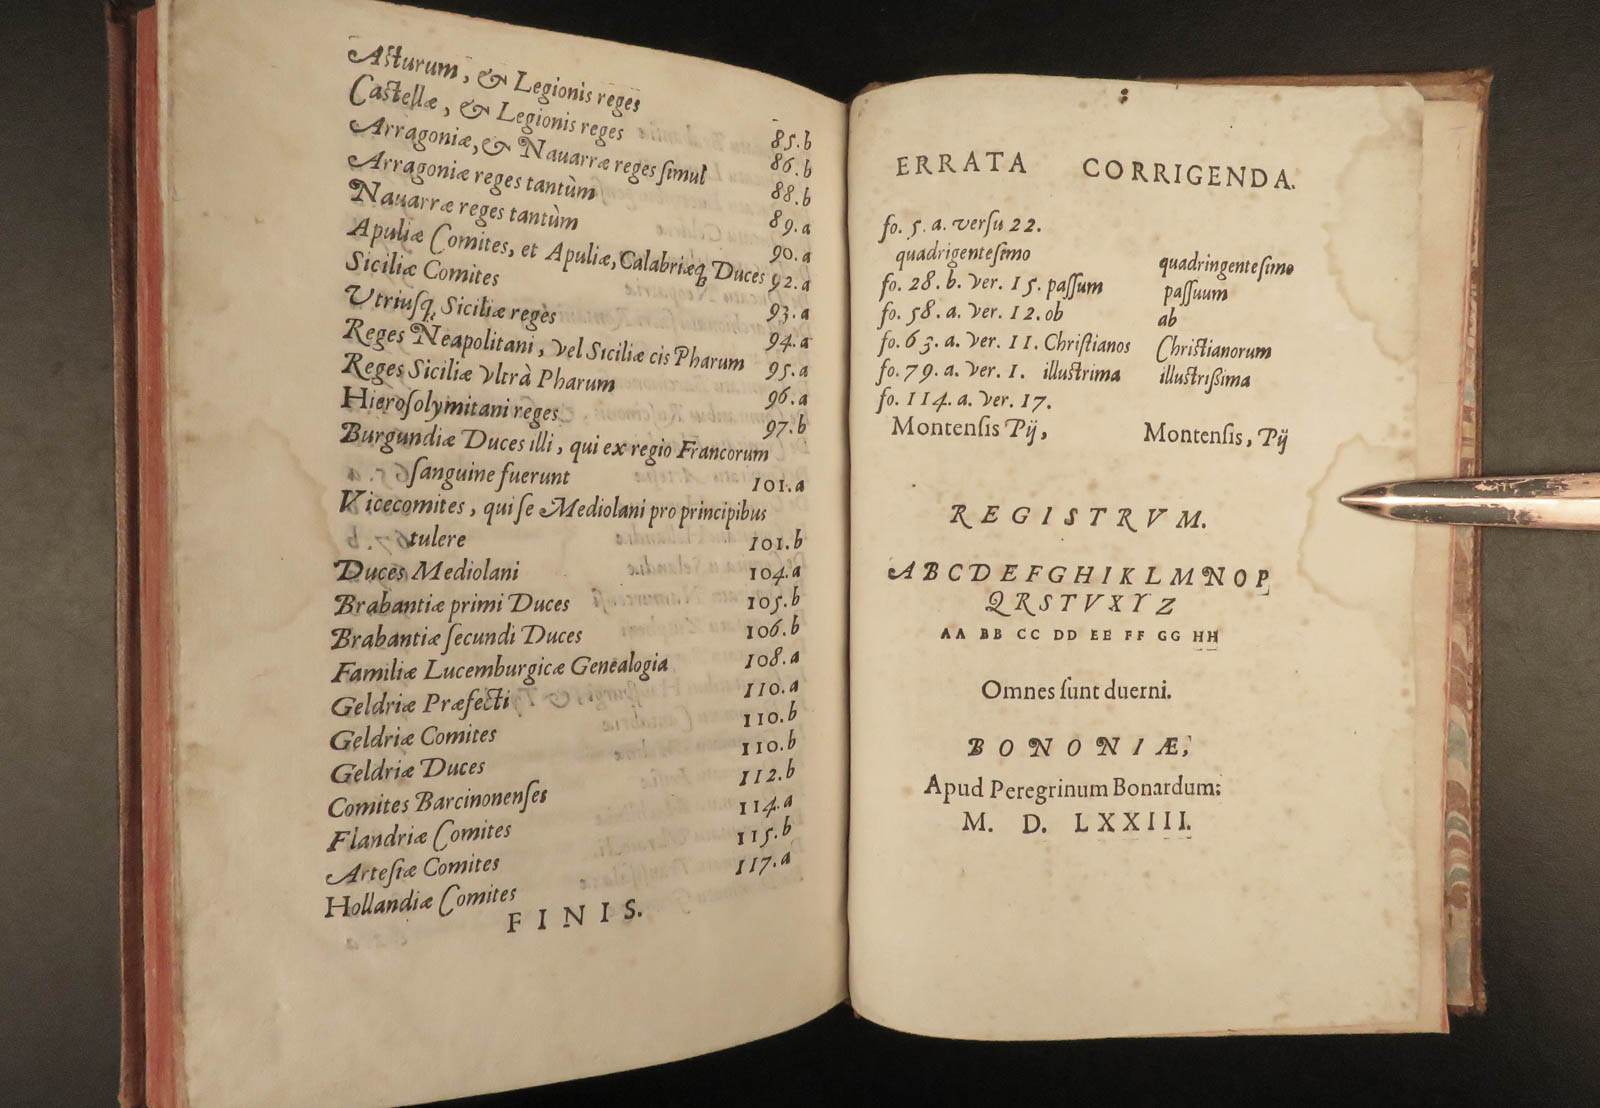 Asturum, & Legionis reges
Castellæ, & Legionis reges 85.b
Arragoniæ, & Nauarræ reges ſimul 86.b
Arragoniæ reges tantùm 88.b
Nauarræ reges tantùm 89.a
Apuliæ Comites, et Apuliæ, Calabriæq; Duces 90.a
Siciliæ Comites 92.a
Vtriuſq; Siciliæ reges 93.a
Reges Neapolitani, vel Siciliæ cis Pharum 94.a
Reges Siciliæ vltrà Pharum 95.a
Hieroſolymitani reges 96.a
Burgundiæ Duces illi, qui ex regio Francorum 97.b
ſanguine fuerunt 101.a
Vicecomites, qui ſe Mediolani pro principibus
tulere 101.b
Duces Mediolani 104.a
Brabantiæ primi Duces 105.b
Brabantiæ ſecundi Duces 106.b
Familiæ Lucemburgicæ Genealogia 108.a
Geldriæ Præfecti 110.a
Geldriæ Comites 110.b
Geldriæ Duces 110.b
Comites Barcinonenſes 112.b
Flandriæ Comites 114.a
Arteſiæ Comites 115.b
Hollandiæ Comites 117.a
FINIS.
ERRATA CORRIGENDA.
fo. 5. a. verſu 22.
quadrigenteſimo quadringenteſimo
fo. 28. b. ver. 15. paſſum paſſuum
fo. 58. a. ver. 12. ob ab
fo. 63. a. ver. 11. Chriſtianos Chriſtianorum
fo. 79. a. ver. 1. illuſtrima illuſtriſsima
fo. 114. a. ver. 17.
Montenſis Pij, Montenſis, Pij
REGISTRVM.
ABCDEFGHIKLMNOP
QRSTVXYZ
AA BB CC DD EE FF GG HH
Omnes ſunt duerni.
BONONIÆ,
Apud Peregrinum Bonardum:
M. D. LXXIII.